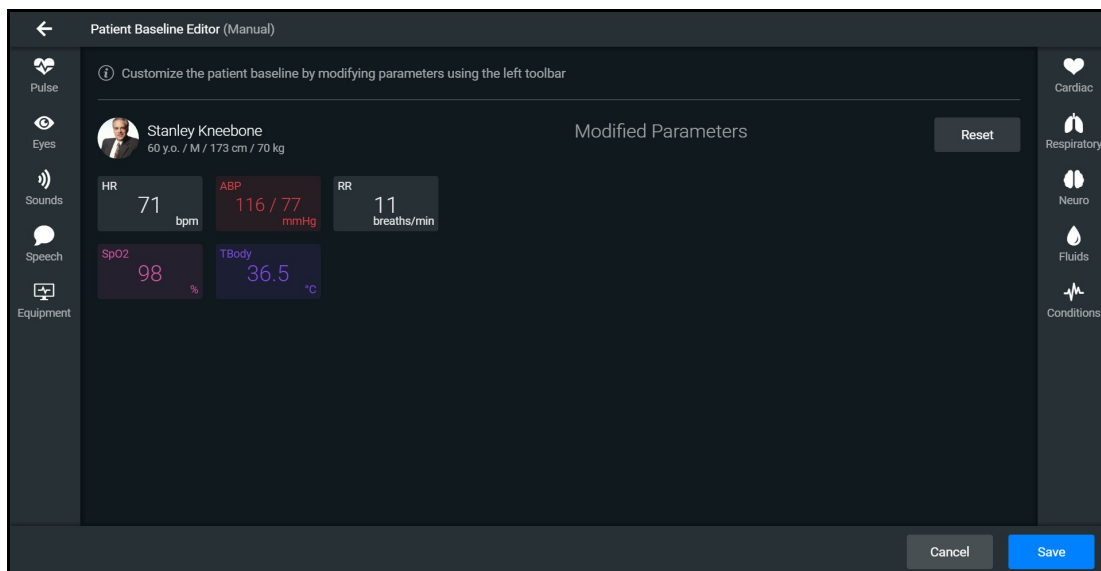 Patient Baseline Editor (Manual)
Pulse
Eyes
Sounds
Speech
Equipment
Customize the patient baseline by modifying parameters using the left toolbar
Stanley Kneebone
60 y.o. / M / 173 cm / 70 kg
Modified Parameters
Reset
HR
71
bpm
ABP
116 / 77
mmHg
RR
11
breaths/min
SpO2
98
%
TBody
36.5
°C
Cardiac
Respiratory
Neuro
Fluids
Conditions
Cancel
Save